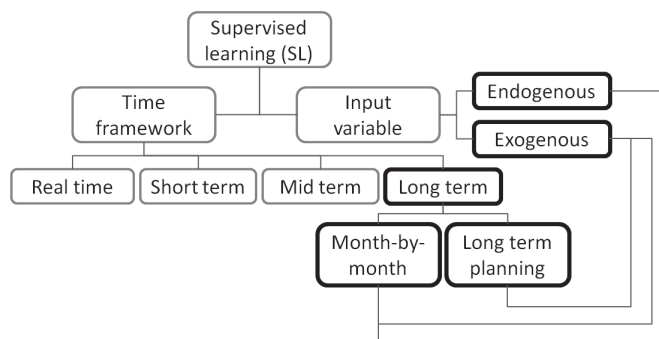 Supervised
learning (SL)
Time
framework
Input
variable
Endogenous
Exogenous
Real time
Short term
Mid term
Long term
Month-by-
month
Long term
planning